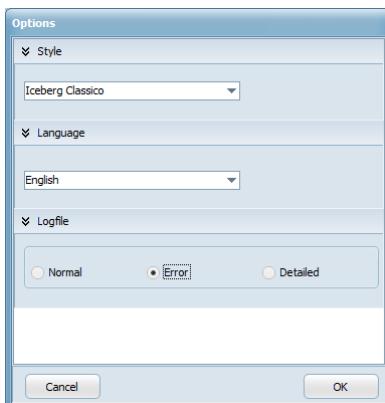 Options
Style
Iceberg Classico
Language
English
Logfile
Normal Error Detailed
Cancel OK